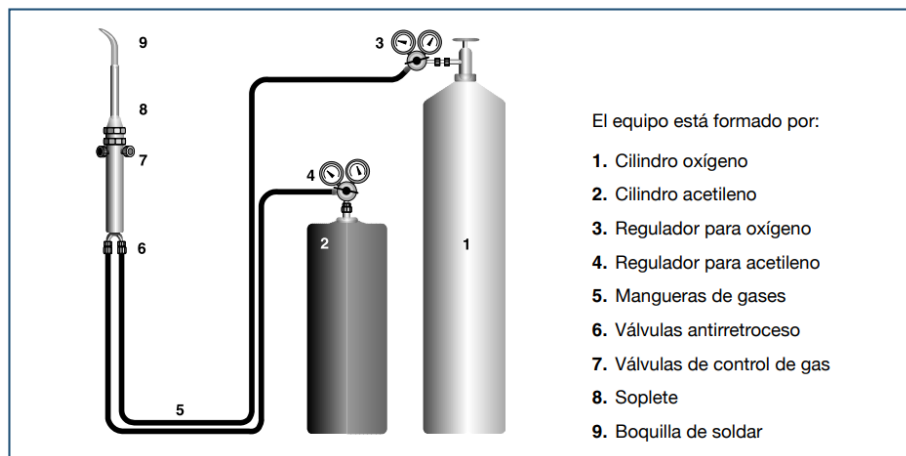 9
8
7
6
5
4
3
2
1
El equipo está formado por:
1. Cilindro oxígeno
2. Cilindro acetileno
3. Regulador para oxígeno
4. Regulador para acetileno
5. Mangueras de gases
6. Válvulas antirretroceso
7. Válvulas de control de gas
8. Soplete
9. Boquilla de soldar